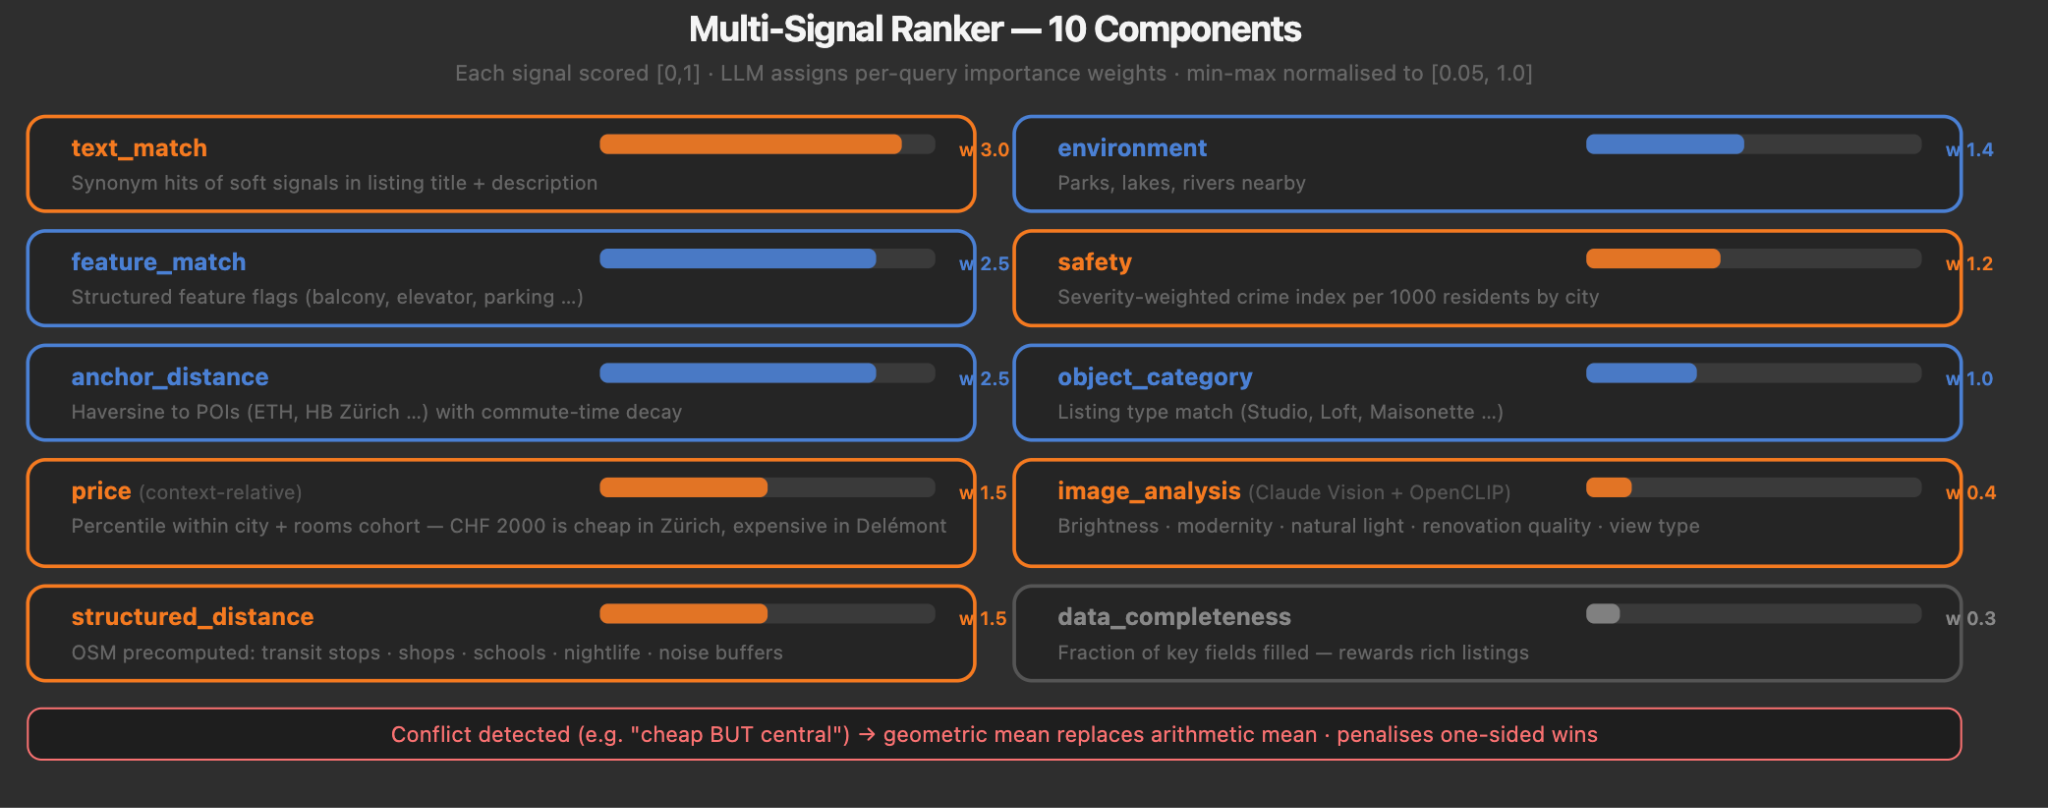 Multi-Signal Ranker — 10 Components
Each signal scored [0,1] · LLM assigns per-query importance weights · min-max normalised to [0.05, 1.0]
text_match w 3.0
Synonym hits of soft signals in listing title + description
feature_match w 2.5
Structured feature flags (balcony, elevator, parking ...)
anchor_distance w 2.5
Haversine to POIs (ETH, HB Zürich ...) with commute-time decay
price (context-relative) w 1.5
Percentile within city + rooms cohort — CHF 2000 is cheap in Zürich, expensive in Delémont
structured_distance w 1.5
OSM precomputed: transit stops · shops · schools · nightlife · noise buffers
environment w 1.4
Parks, lakes, rivers nearby
safety w 1.2
Severity-weighted crime index per 1000 residents by city
object_category w 1.0
Listing type match (Studio, Loft, Maisonette ...)
image_analysis (Claude Vision + OpenCLIP) w 0.4
Brightness · modernity · natural light · renovation quality · view type
data_completeness w 0.3
Fraction of key fields filled — rewards rich listings
Conflict detected (e.g. "cheap BUT central") → geometric mean replaces arithmetic mean · penalises one-sided wins